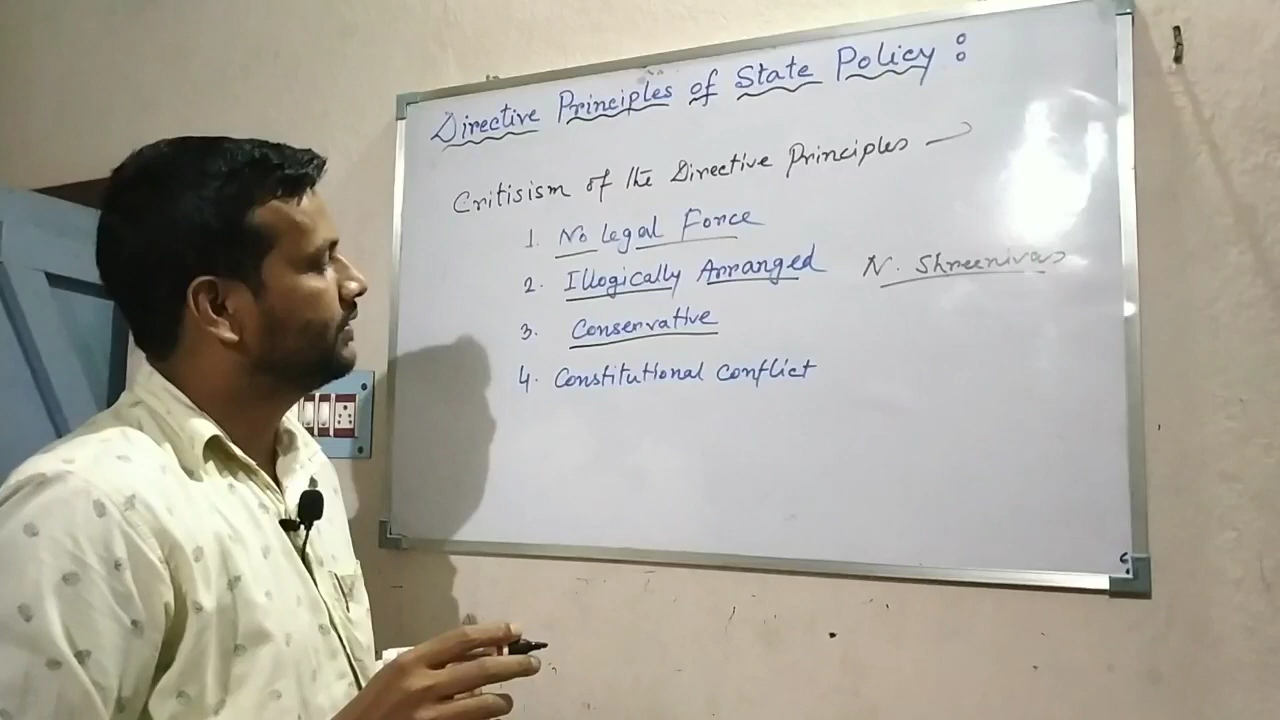 Directive Principles of State Policy :
Critisism of the Directive Principles —
1. No Legal Force
2. Illogically Arranged N. Shreenivas
3. Conservative
4. Constitutional conflict